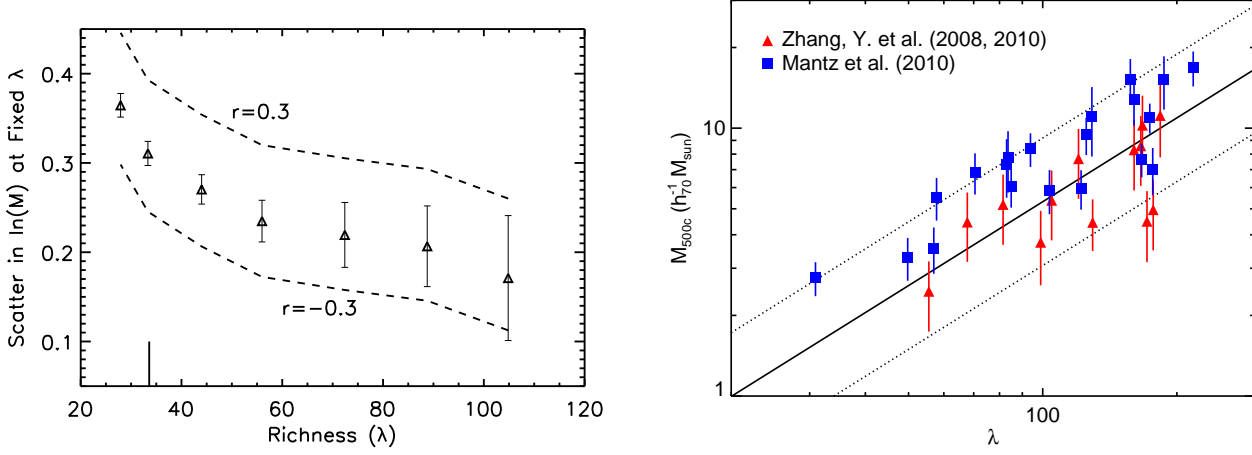 Scatter in ln(M) at Fixed λ
0.4
0.3
0.2
0.1
r=0.3
r=−0.3
20
40
60
80
100
120
Richness (λ)
Zhang, Y. et al. (2008, 2010)
Mantz et al. (2010)
M500c (h70^-1 Msun)
10
1
100
λ